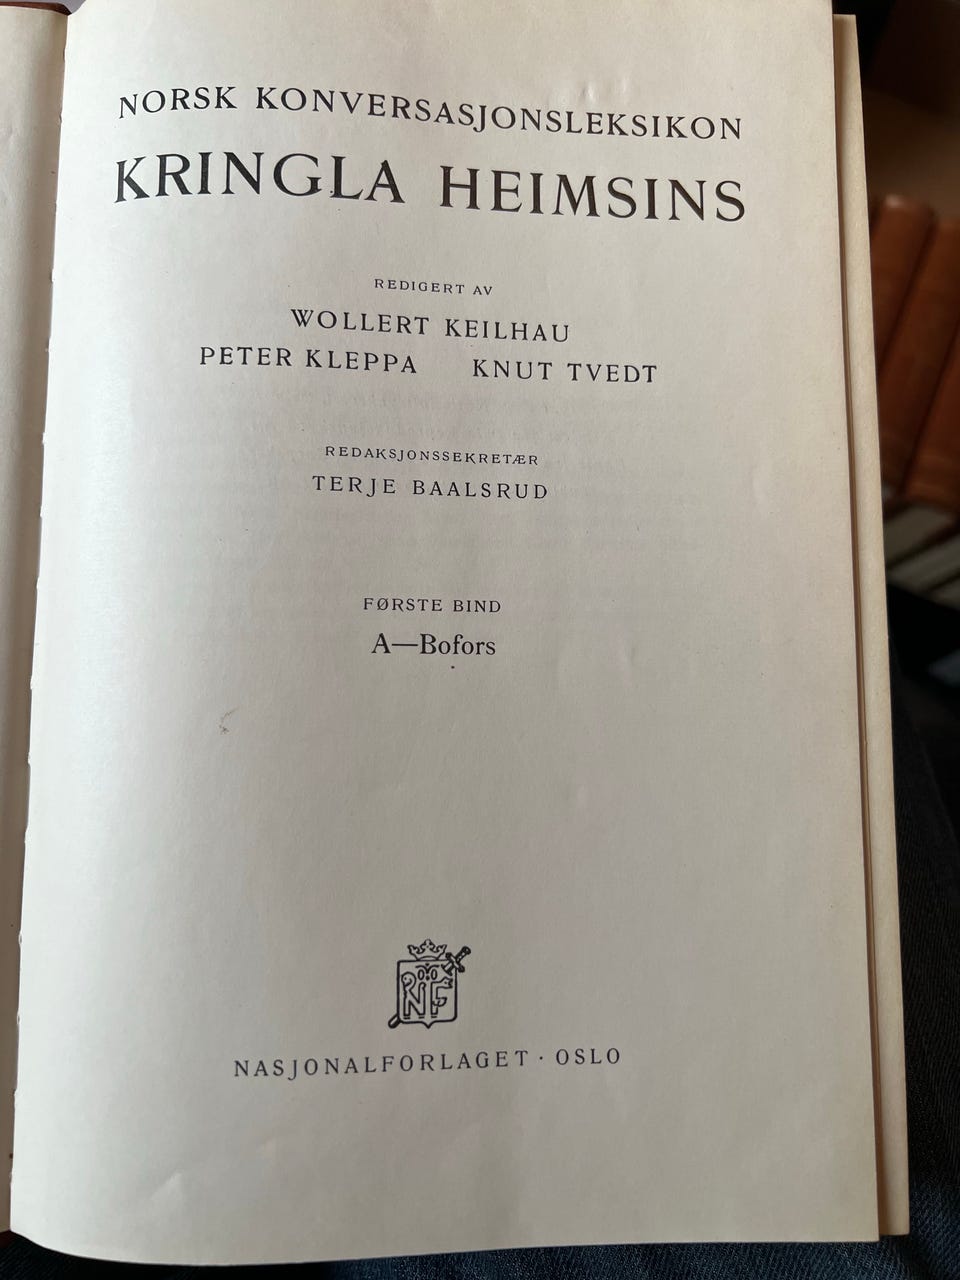 NORSK KONVERSASJONSLEKSIKON
KRINGLA HEIMSINS
REDIGERT AV
WOLLERT KEILHAU
PETER KLEPPA KNUT TVEDT
REDAKSJONSSEKRETÆR
TERJE BAALSRUD
FØRSTE BIND
A—Bofors
NF
NASJONALFORLAGET · OSLO